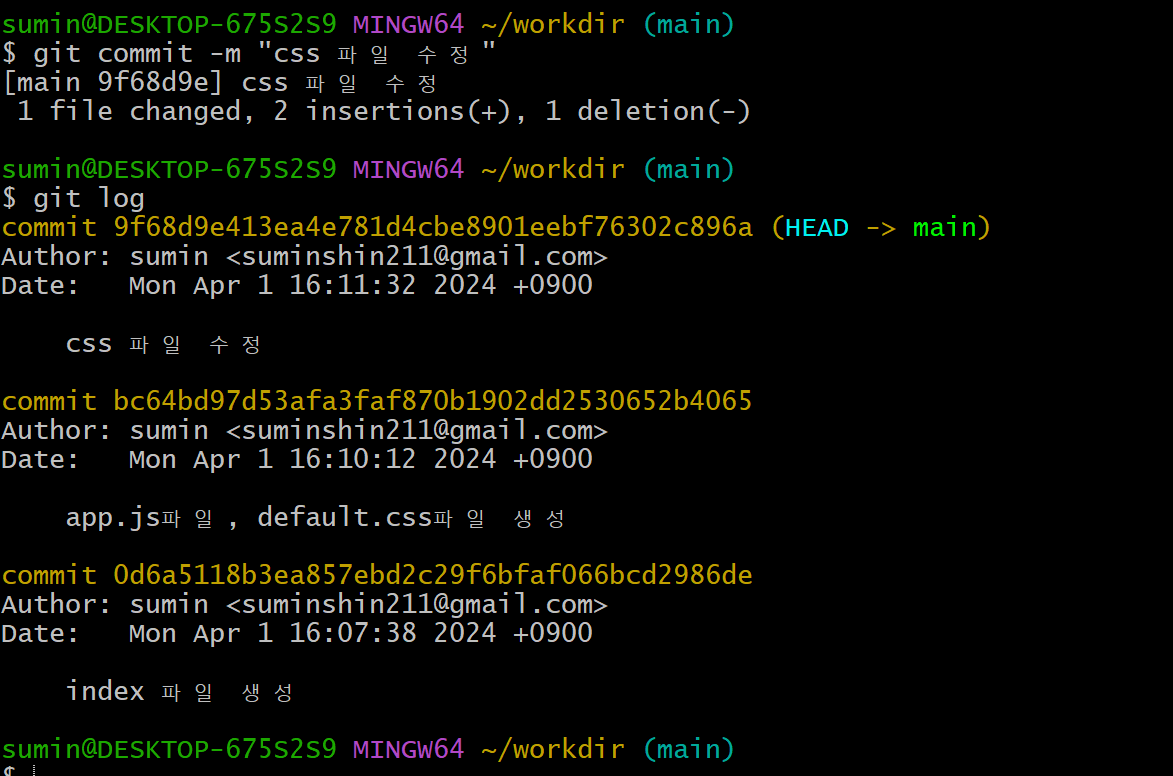 sumin@DESKTOP-675S2S9 MINGW64 ~/workdir (main)
$ git commit -m "css 파일 수정"
[main 9f68d9e] css 파일 수정
 1 file changed, 2 insertions(+), 1 deletion(-)

sumin@DESKTOP-675S2S9 MINGW64 ~/workdir (main)
$ git log
commit 9f68d9e413ea4e781d4cbe8901eebf76302c896a (HEAD -> main)
Author: sumin <suminshin211@gmail.com>
Date:   Mon Apr 1 16:11:32 2024 +0900

    css 파일 수정

commit bc64bd97d53afa3faf870b1902dd2530652b4065
Author: sumin <suminshin211@gmail.com>
Date:   Mon Apr 1 16:10:12 2024 +0900

    app.js파일, default.css파일 생성

commit 0d6a5118b3ea857ebd2c29f6bfaf066bcd2986de
Author: sumin <suminshin211@gmail.com>
Date:   Mon Apr 1 16:07:38 2024 +0900

    index 파일 생성

sumin@DESKTOP-675S2S9 MINGW64 ~/workdir (main)
$